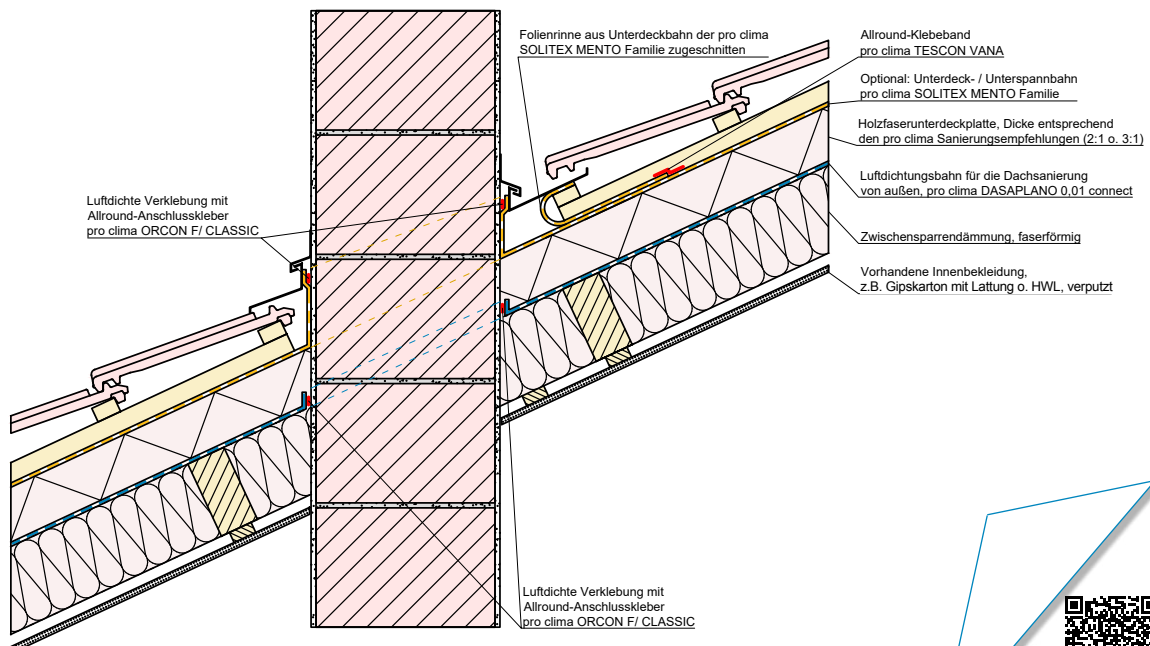 Folienrinne aus Unterdeckbahn der pro clima
SOLITEX MENTO Familie zugeschnitten
Allround-Klebeband
pro clima TESCON VANA
Optional: Unterdeck- / Unterspannbahn
pro clima SOLITEX MENTO Familie
Holzfaserunterdeckplatte, Dicke entsprechend
den pro clima Sanierungsempfehlungen (2:1 o. 3:1)
Luftdichtungsbahn für die Dachsanierung
von außen, pro clima DASAPLANO 0,01 connect
Zwischensparrendämmung, faserförmig
Vorhandene Innenbekleidung,
z.B. Gipskarton mit Lattung o. HWL, verputzt
Luftdichte Verklebung mit
Allround-Anschlusskleber
pro clima ORCON F/ CLASSIC
Luftdichte Verklebung mit
Allround-Anschlusskleber
pro clima ORCON F/ CLASSIC